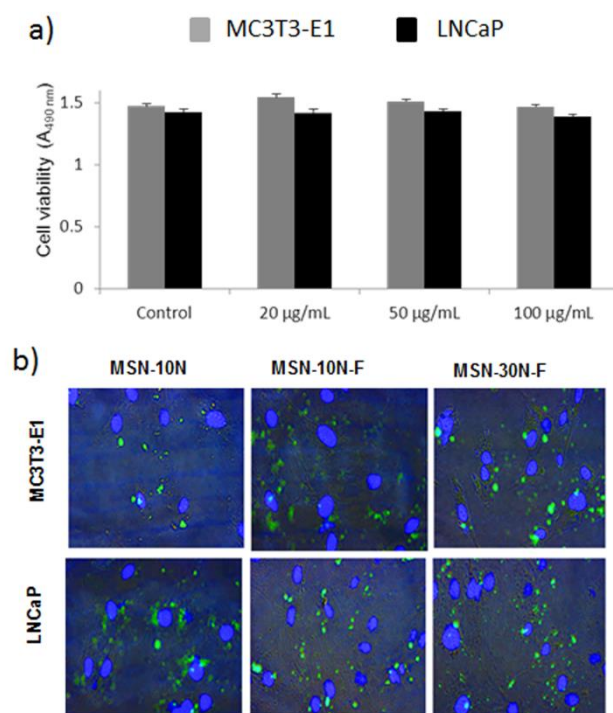 a)
MC3T3-E1 LNCaP
Cell viability (A490 nm)
1.5
1
0.5
0
Control 20 µg/mL 50 µg/mL 100 µg/mL
b)
MSN-10N MSN-10N-F MSN-30N-F
MC3T3-E1
LNCaP